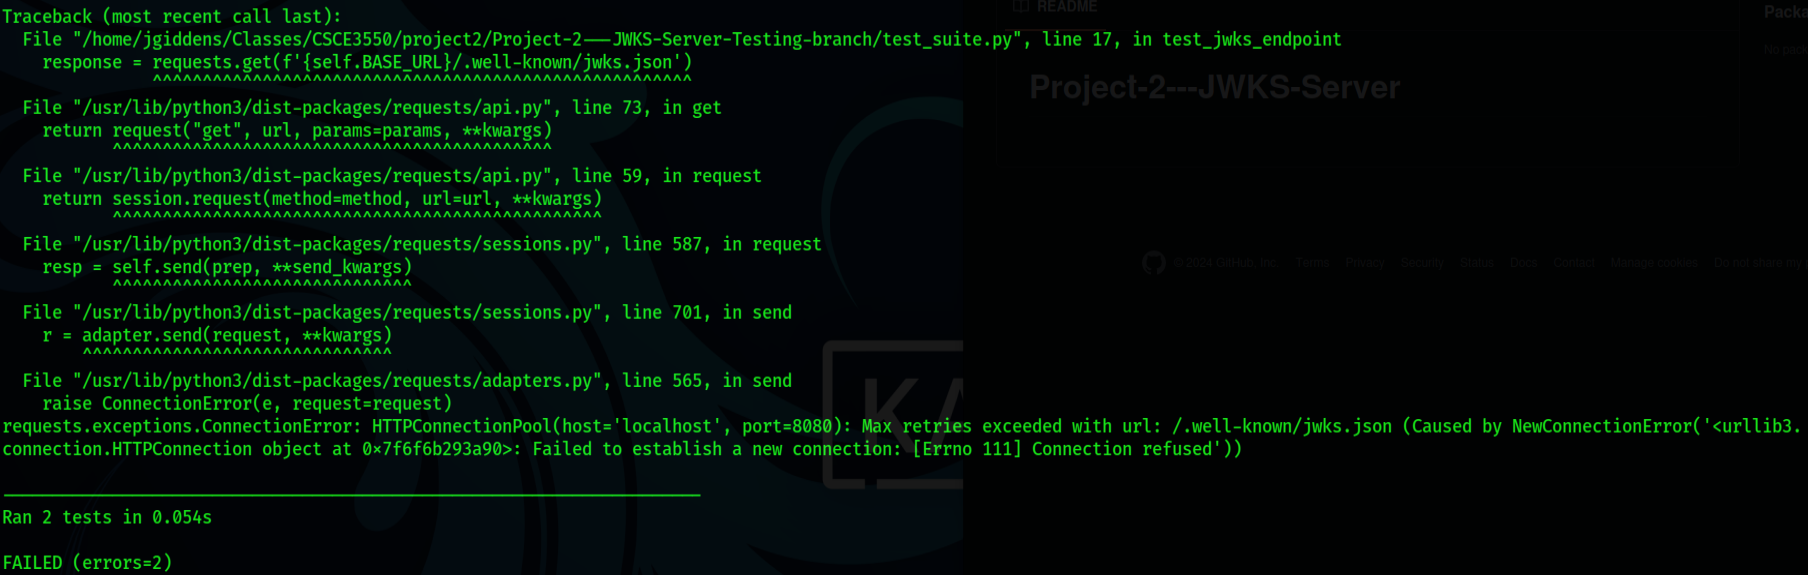 Traceback (most recent call last):
File "/home/jgiddens/Classes/CSCE3550/project2/Project-2---JWKS-Server-Testing-branch/test_suite.py", line 17, in test_jwks_endpoint
response = requests.get(f'{self.BASE_URL}/.well-known/jwks.json')
^^^^^^^^^^^^^^^^^^^^^^^^^^^^^^^^^^^^^^^^^^^^^^^^^^^^^^
File "/usr/lib/python3/dist-packages/requests/api.py", line 73, in get
return request("get", url, params=params, **kwargs)
^^^^^^^^^^^^^^^^^^^^^^^^^^^^^^^^^^^^^^^^^^^^
File "/usr/lib/python3/dist-packages/requests/api.py", line 59, in request
return session.request(method=method, url=url, **kwargs)
^^^^^^^^^^^^^^^^^^^^^^^^^^^^^^^^^^^^^^^^^^^^^^^^^
File "/usr/lib/python3/dist-packages/requests/sessions.py", line 587, in request
resp = self.send(prep, **send_kwargs)
^^^^^^^^^^^^^^^^^^^^^^^^^^^^^^
File "/usr/lib/python3/dist-packages/requests/sessions.py", line 701, in send
r = adapter.send(request, **kwargs)
^^^^^^^^^^^^^^^^^^^^^^^^^^^^^^^
File "/usr/lib/python3/dist-packages/requests/adapters.py", line 565, in send
raise ConnectionError(e, request=request)
requests.exceptions.ConnectionError: HTTPConnectionPool(host='localhost', port=8080): Max retries exceeded with url: /.well-known/jwks.json (Caused by NewConnectionError('<urllib3.
connection.HTTPConnection object at 0×7f6f6b293a90>: Failed to establish a new connection: [Errno 111] Connection refused'))
----------------------------------------------------------------------
Ran 2 tests in 0.054s
FAILED (errors=2)
README
Project-2---JWKS-Server
© 2024 GitHub, Inc. Terms Privacy Security Status Docs Contact Manage cookies Do not share my
KA